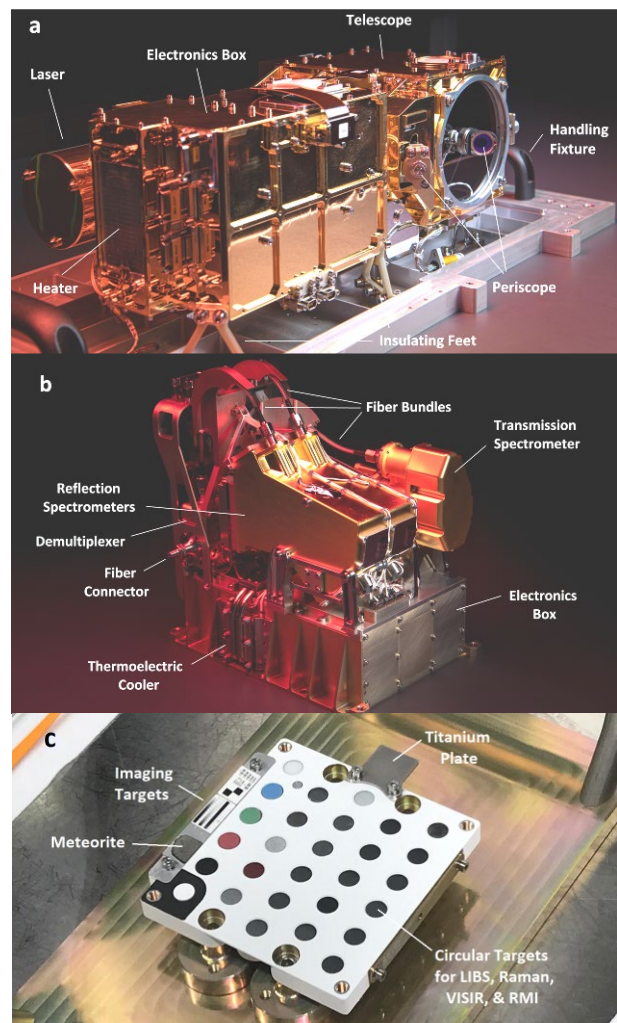 a
Telescope
Electronics Box
Laser
Handling
Fixture
Heater
Periscope
Insulating Feet
b
Fiber Bundles
Transmission
Spectrometer
Reflection
Spectrometers
Demultiplexer
Fiber
Connector
Electronics
Box
Thermoelectric
Cooler
c
Titanium
Plate
Imaging
Targets
Meteorite
Circular Targets
for LIBS, Raman,
VISIR, & RMI